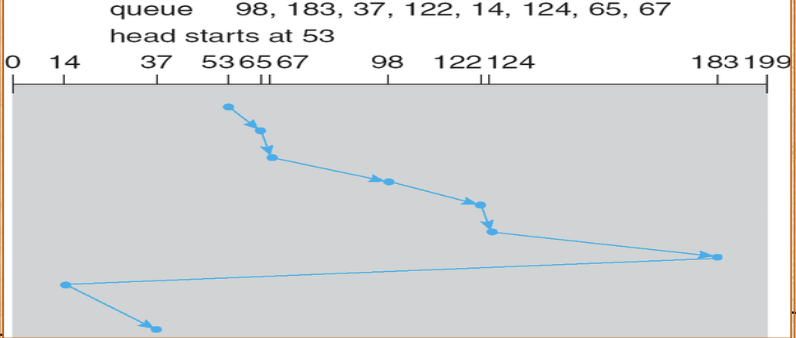 queue 98, 183, 37, 122, 14, 124, 65, 67
head starts at 53
0 14 37 53 65 67 98 122 124 183 199